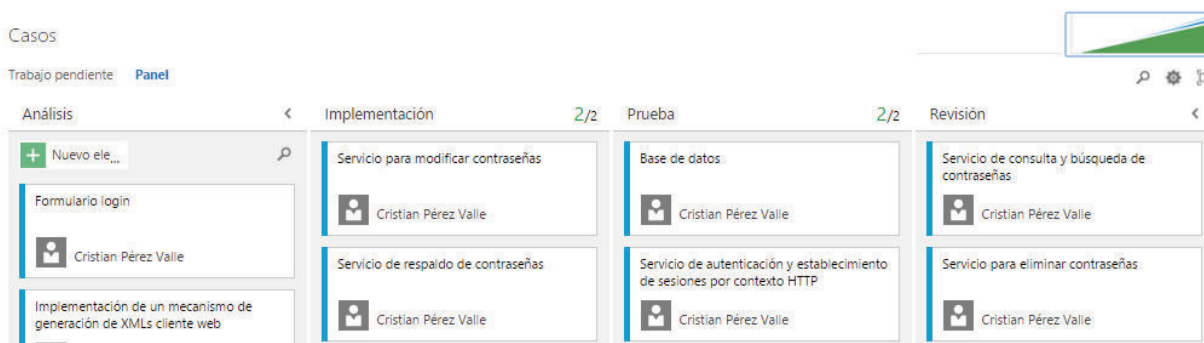 Casos
Trabajo pendiente Panel
Análisis
Nuevo ele...
Formulario login
Cristian Pérez Valle
Implementación de un mecanismo de
generación de XMLs cliente web
Implementación 2/2
Servicio para modificar contraseñas
Cristian Pérez Valle
Servicio de respaldo de contraseñas
Cristian Pérez Valle
Prueba 2/2
Base de datos
Cristian Pérez Valle
Servicio de autenticación y establecimiento
de sesiones por contexto HTTP
Cristian Pérez Valle
Revisión
Servicio de consulta y búsqueda de
contraseñas
Cristian Pérez Valle
Servicio para eliminar contraseñas
Cristian Pérez Valle